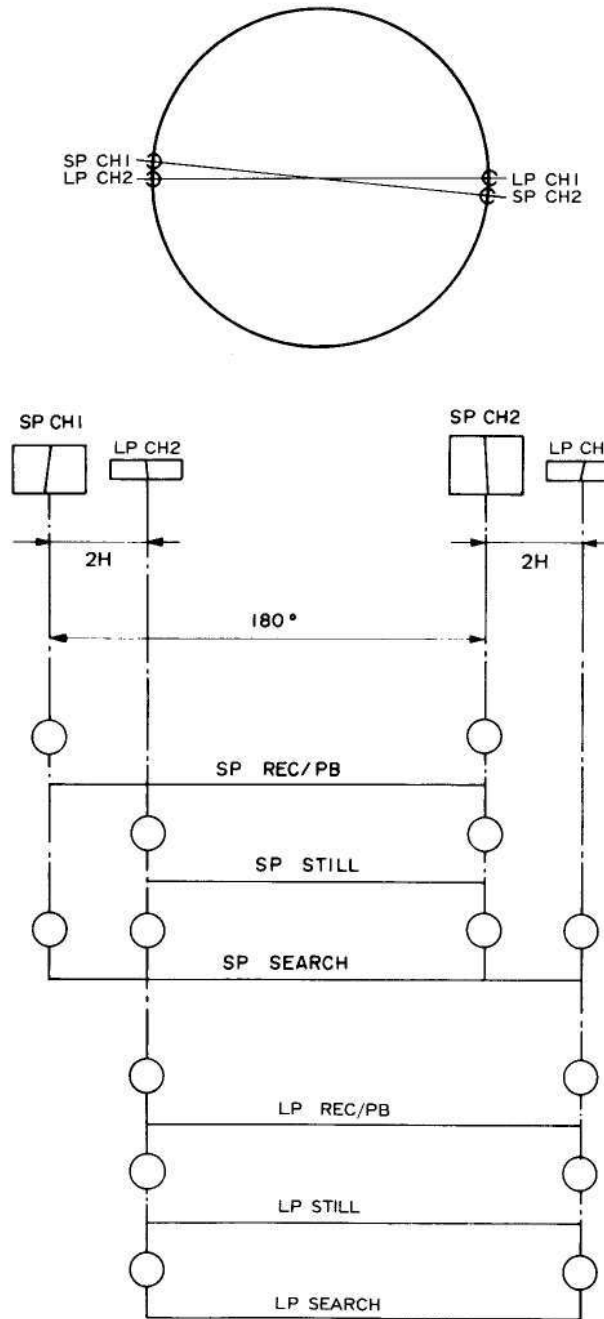 SP CH1
LP CH2
LP CH1
SP CH2
SP CH1
LP CH2
SP CH2
LP CH
2H
2H
180°
SP REC/PB
SP STILL
SP SEARCH
LP REC/PB
LP STILL
LP SEARCH